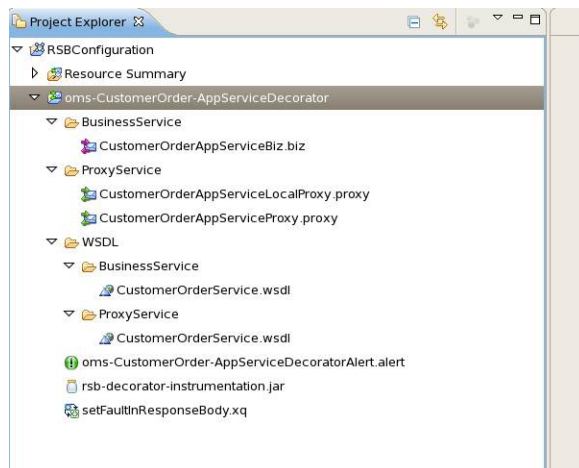 Project Explorer
RSBConfiguration
Resource Summary
oms-CustomerOrder-AppServiceDecorator
BusinessService
CustomerOrderAppServiceBiz.biz
ProxyService
CustomerOrderAppServiceLocalProxy.proxy
CustomerOrderAppServiceProxy.proxy
WSDL
BusinessService
CustomerOrderService.wsdl
ProxyService
CustomerOrderService.wsdl
oms-CustomerOrder-AppServiceDecoratorAlert.alert
rsb-decorator-instrumentation.jar
setFaultInResponseBody.xq